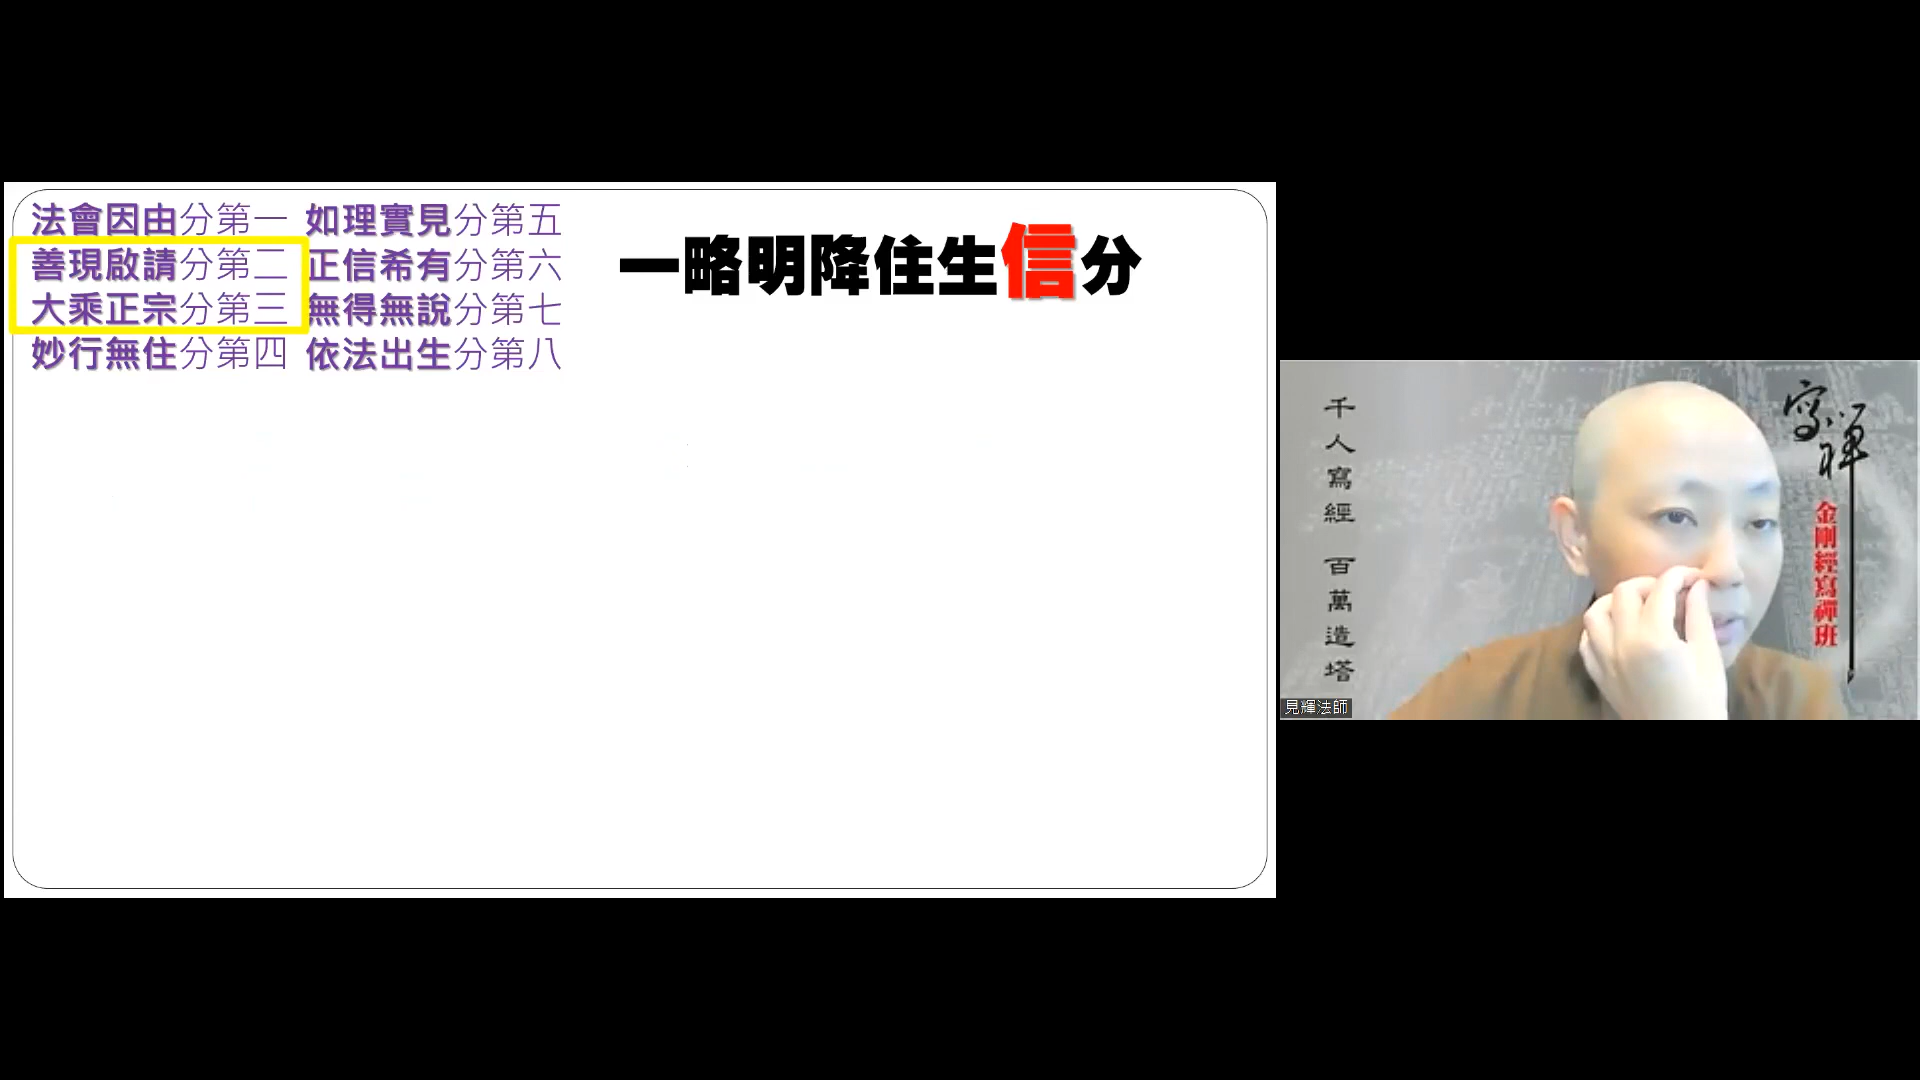 法會因由分第一 如理實見分第五
善現啟請分第二 正信希有分第六
大乘正宗分第三 無得無說分第七
妙行無住分第四 依法出生分第八
一略明降住生信分
千人寫經 百萬造塔
寫禪
金剛經寫禪班
見輝法師